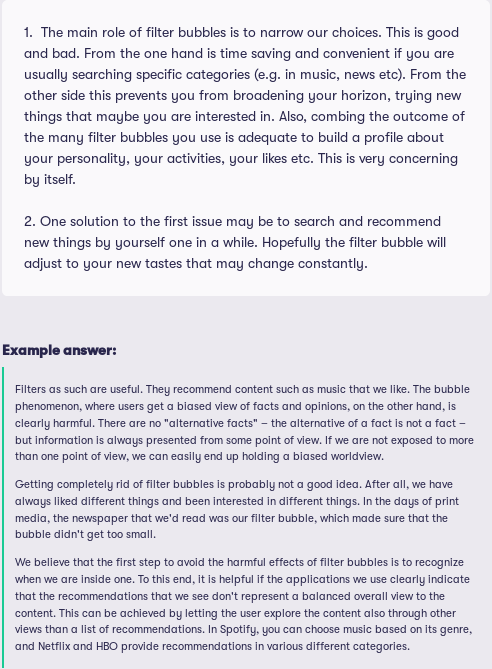 1.  The main role of filter bubbles is to narrow our choices. This is good
and bad. From the one hand is time saving and convenient if you are
usually searching specific categories (e.g. in music, news etc). From the
other side this prevents you from broadening your horizon, trying new
things that maybe you are interested in. Also, combing the outcome of
the many filter bubbles you use is adequate to build a profile about
your personality, your activities, your likes etc. This is very concerning
by itself.
2. One solution to the first issue may be to search and recommend
new things by yourself one in a while. Hopefully the filter bubble will
adjust to your new tastes that may change constantly.
Example answer:
Filters as such are useful. They recommend content such as music that we like. The bubble
phenomenon, where users get a biased view of facts and opinions, on the other hand, is
clearly harmful. There are no "alternative facts" – the alternative of a fact is not a fact –
but information is always presented from some point of view. If we are not exposed to more
than one point of view, we can easily end up holding a biased worldview.
Getting completely rid of filter bubbles is probably not a good idea. After all, we have
always liked different things and been interested in different things. In the days of print
media, the newspaper that we'd read was our filter bubble, which made sure that the
bubble didn't get too small.
We believe that the first step to avoid the harmful effects of filter bubbles is to recognize
when we are inside one. To this end, it is helpful if the applications we use clearly indicate
that the recommendations that we see don't represent a balanced overall view to the
content. This can be achieved by letting the user explore the content also through other
views than a list of recommendations. In Spotify, you can choose music based on its genre,
and Netflix and HBO provide recommendations in various different categories.